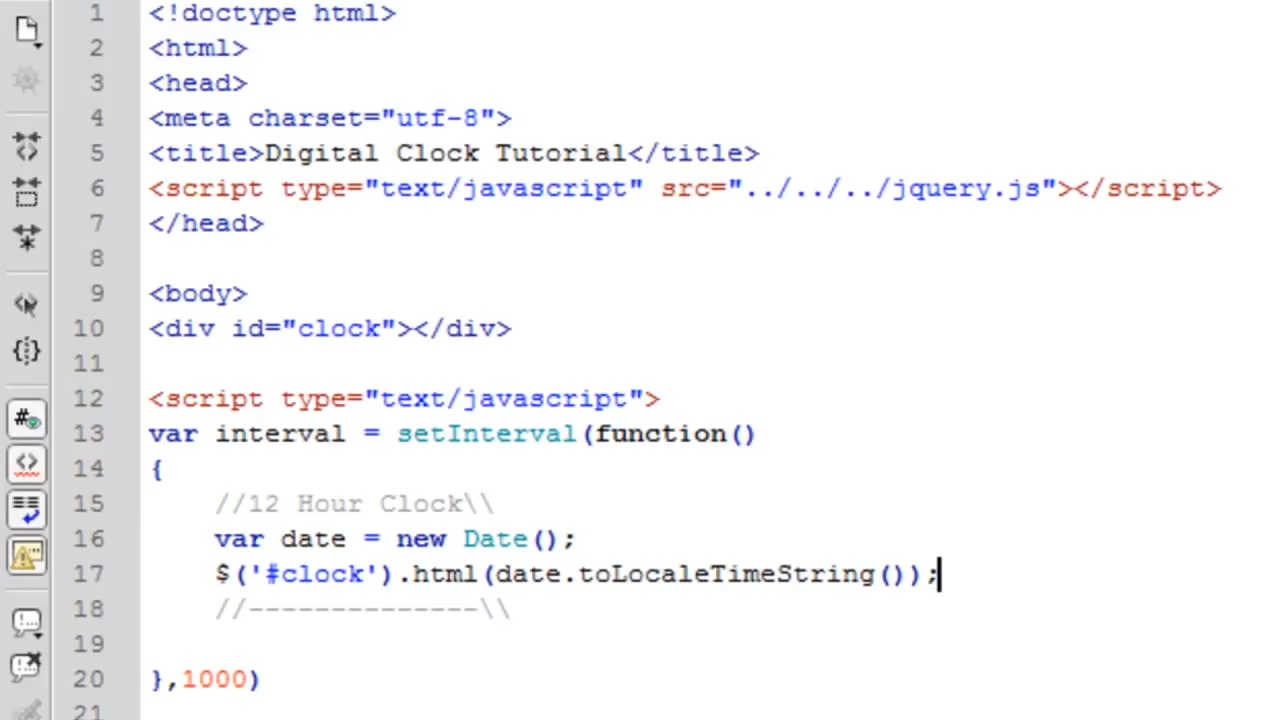 1 <!doctype html>
2 <html>
3 <head>
4 <meta charset="utf-8">
5 <title>Digital Clock Tutorial</title>
6 <script type="text/javascript" src="../../../jquery.js"></script>
7 </head>
8
9 <body>
10 <div id="clock"></div>
11
12 <script type="text/javascript">
13 var interval = setInterval(function()
14 {
15 //12 Hour Clock\\
16 var date = new Date();
17 $('#clock').html(date.toLocaleTimeString());
18 //--------------\\
19
20 },1000)
21